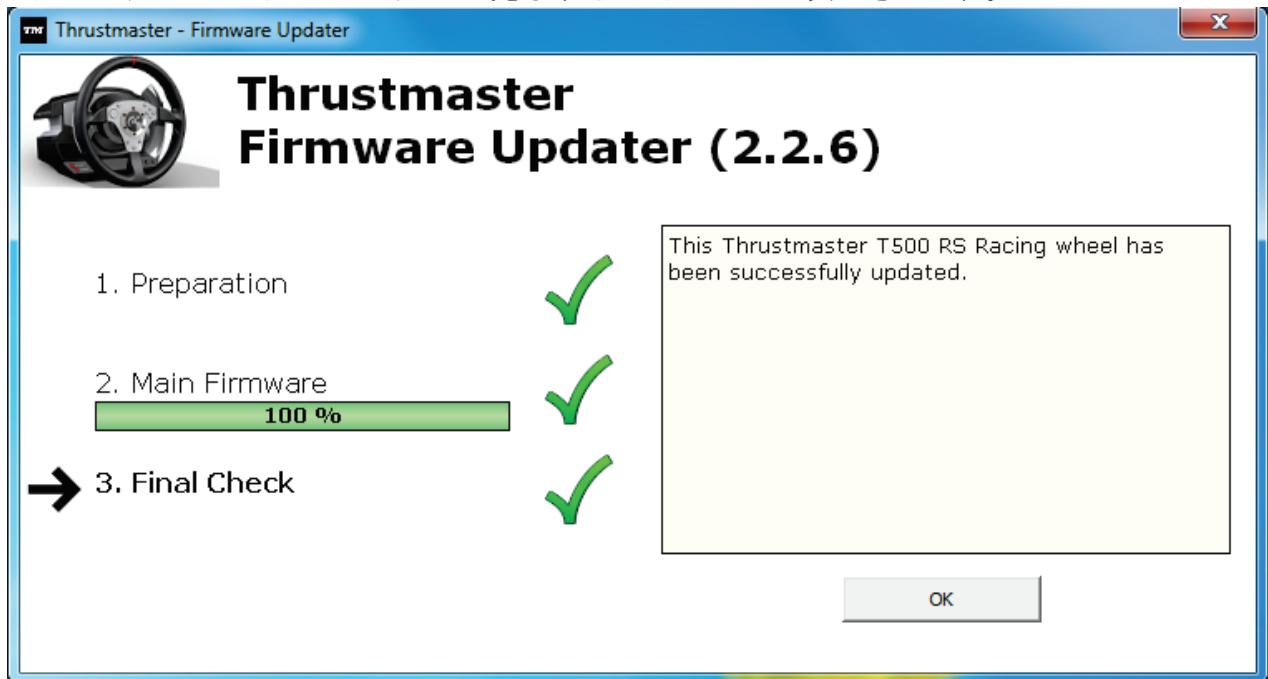 Thrustmaster - Firmware Updater
Thrustmaster
Firmware Updater (2.2.6)
1. Preparation
2. Main Firmware
100 %
3. Final Check
This Thrustmaster T500 RS Racing wheel has
been successfully updated.
OK